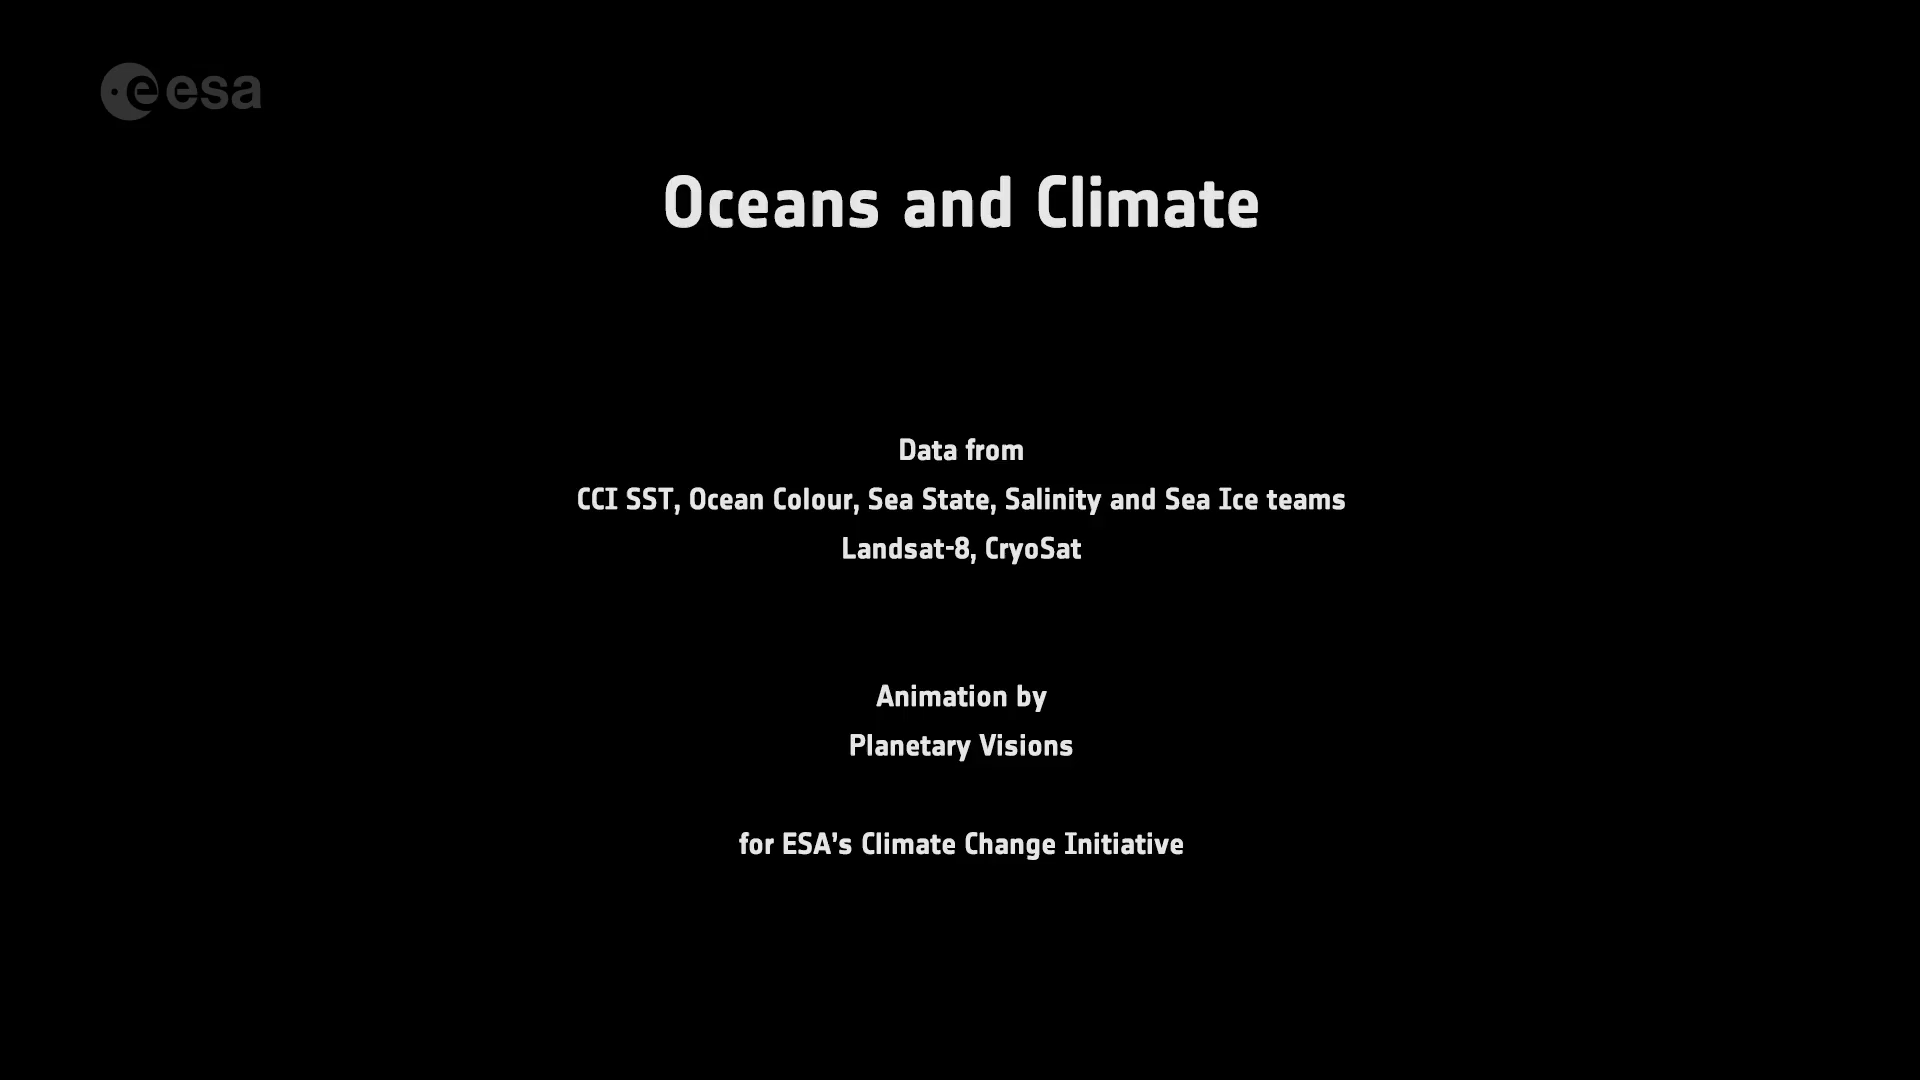 esa
Oceans and Climate
Data from
CCI SST, Ocean Colour, Sea State, Salinity and Sea Ice teams
Landsat-8, CryoSat
Animation by
Planetary Visions
for ESA's Climate Change Initiative